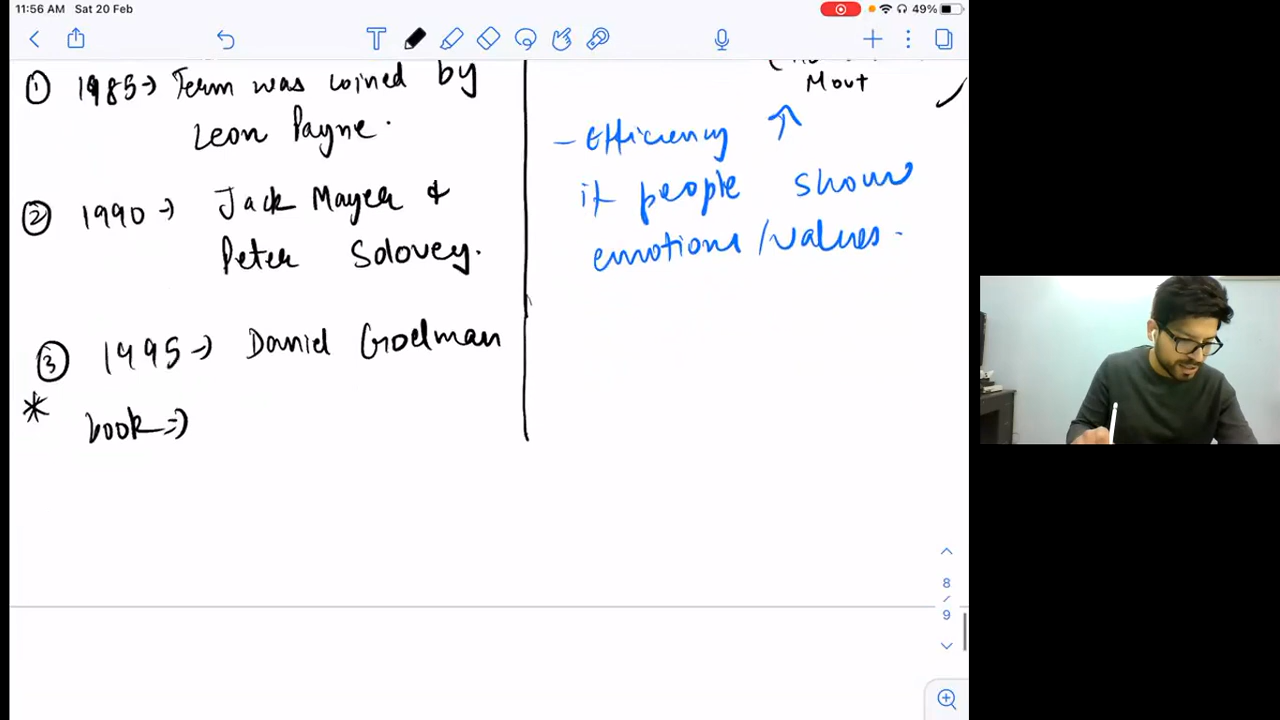 11:56 AM Sat 20 Feb
49%
① 1985 → Term was coined by
Leon Payne.
② 1990 → Jack Mayer &
Peter Solovey.
③ 1995 → Daniel Goelman
* book →
Mout
- Efficiency ↑
if people show
emotions/values.
8
/
9